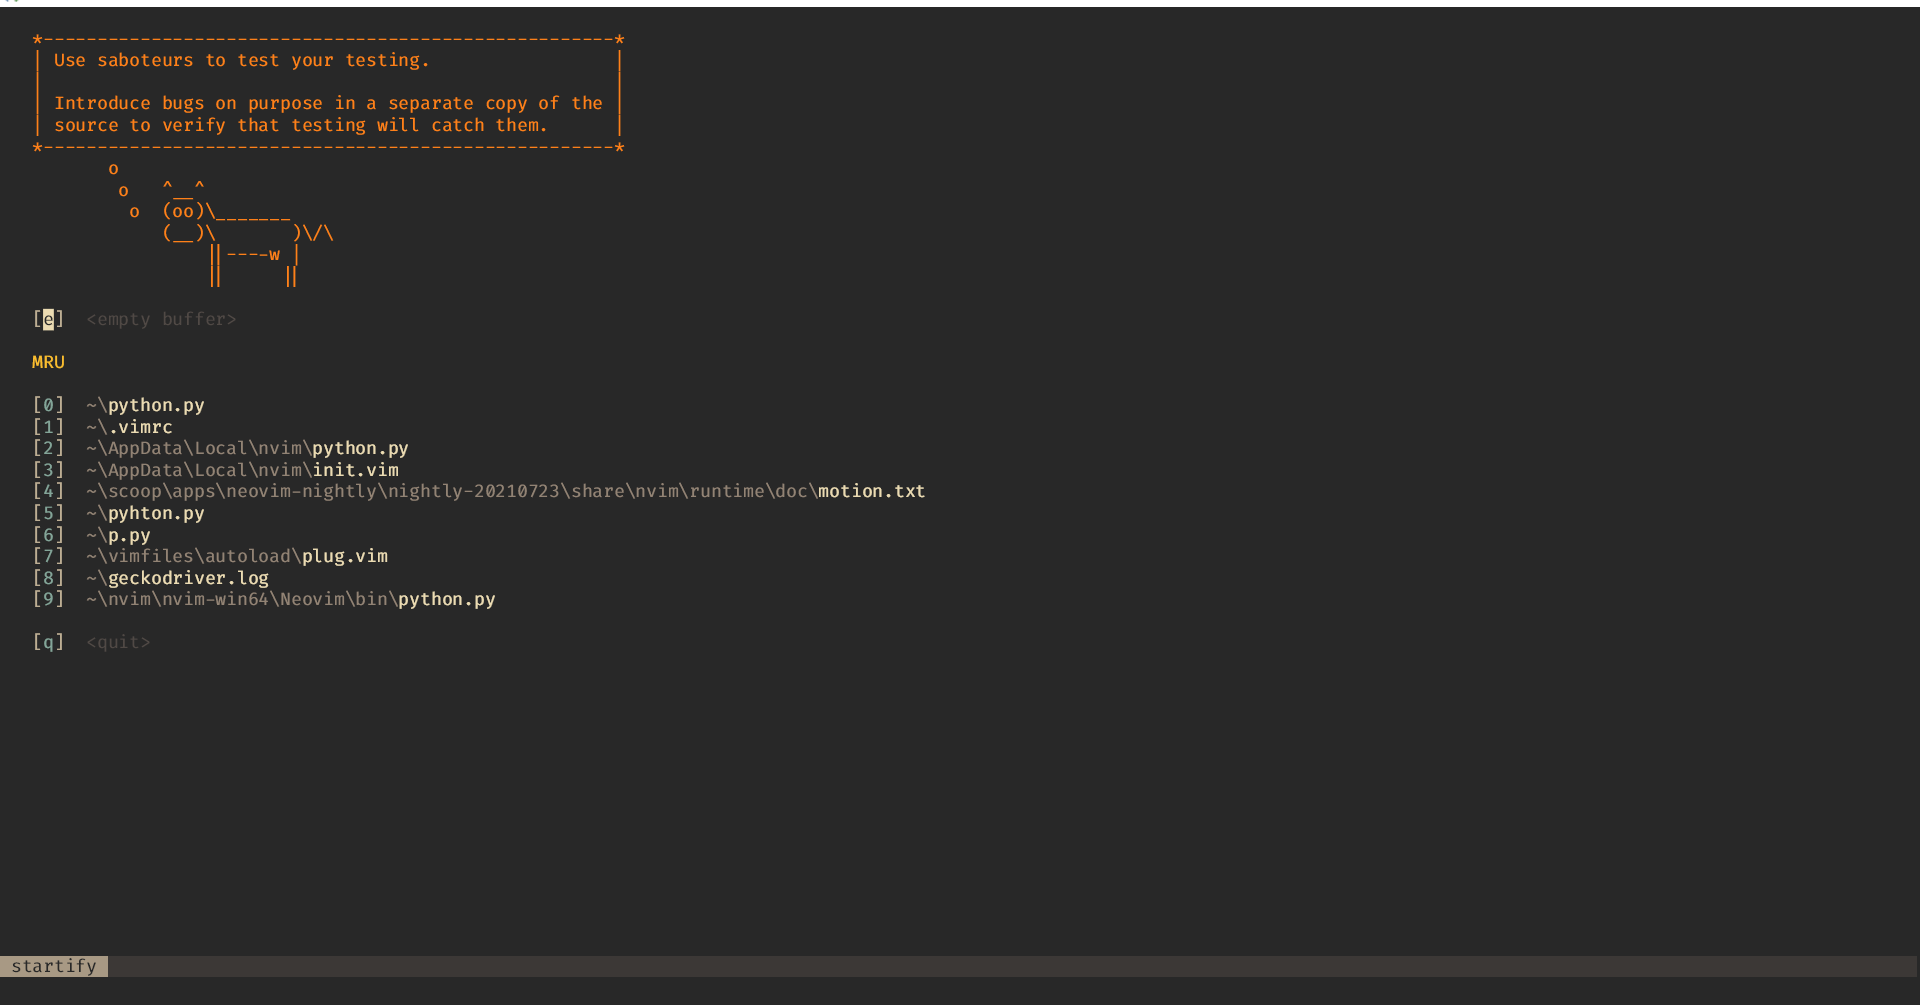 *-----------------------------------------------------*
| Use saboteurs to test your testing.                 |
|                                                     |
| Introduce bugs on purpose in a separate copy of the |
| source to verify that testing will catch them.      |
*-----------------------------------------------------*
       o
        o   ^__^
         o  (oo)\_______
            (__)\       )\/\
                ||----w |
                ||     ||
[e]  <empty buffer>
MRU
[0]  ~\python.py
[1]  ~\.vimrc
[2]  ~\AppData\Local\nvim\python.py
[3]  ~\AppData\Local\nvim\init.vim
[4]  ~\scoop\apps\neovim-nightly\nightly-20210723\share\nvim\runtime\doc\motion.txt
[5]  ~\pyhton.py
[6]  ~\p.py
[7]  ~\vimfiles\autoload\plug.vim
[8]  ~\geckodriver.log
[9]  ~\nvim\nvim-win64\Neovim\bin\python.py
[q]  <quit>
startify